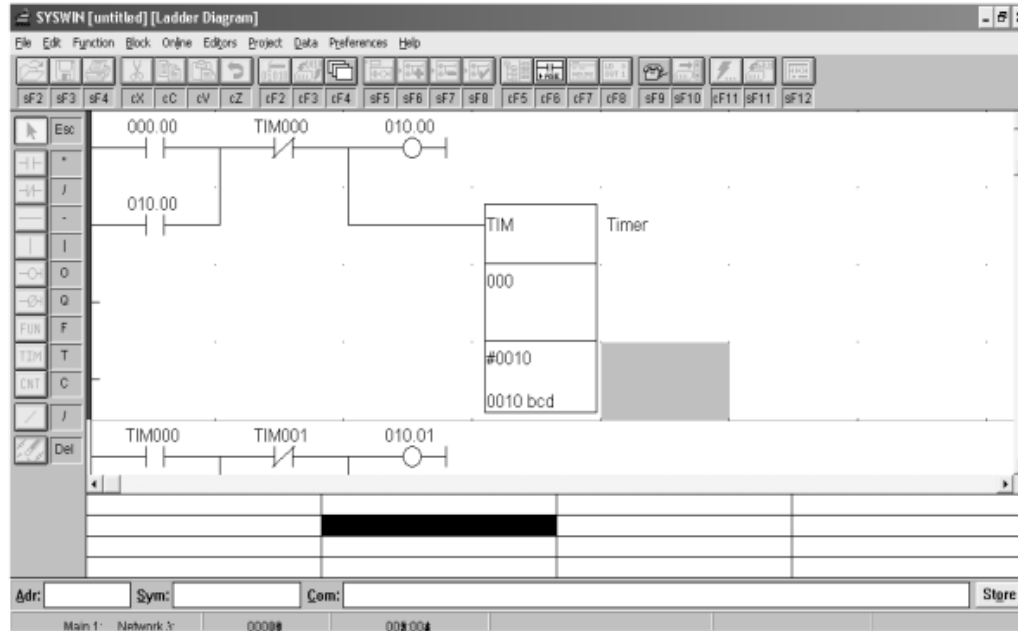 SYSWIN [untitled] [Ladder Diagram]
File Edit Function Block Online Editors Project Data Preferences Help
sF2 sF3 sF4 cX cC cV cZ cF2 cF3 cF4 sF5 sF6 sF7 sF8 cF5 cF6 cF7 cF8 sF9 sF10 cF11 sF11 sF12
Esc
"
/
-
|
O
Q
FUN F
TIM T
CNT C
/
Del
000.00 TIM000 010.00
010.00
TIM Timer
000
#0010
0010 bcd
TIM000 TIM001 010.01
Adr: Sym: Com: Store
Main 1: Network 3: